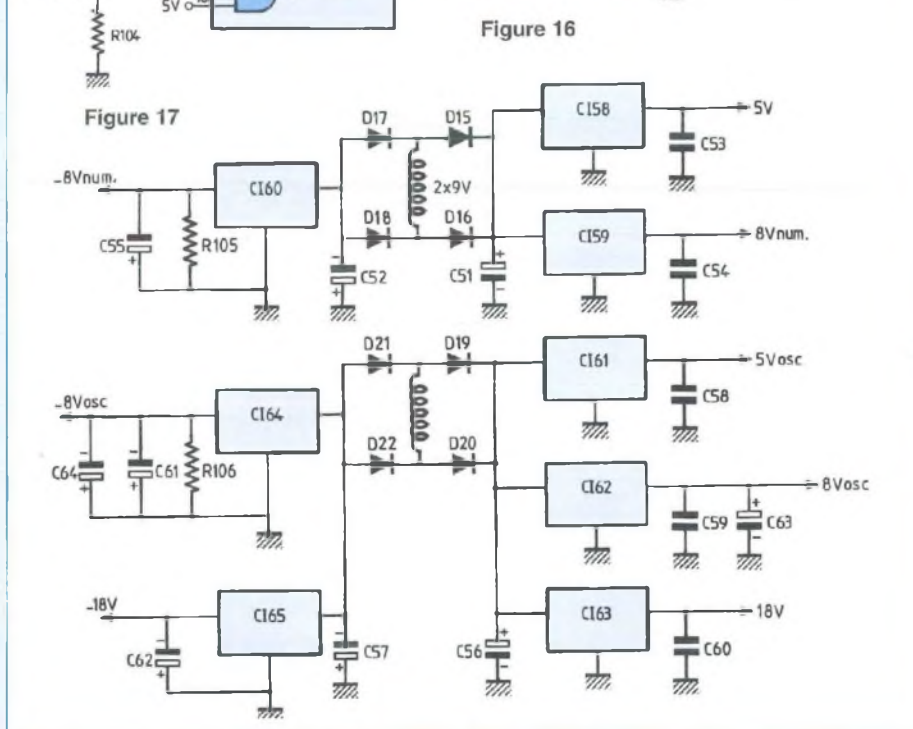 5V
R104
Figure 16
Figure 17
D17
D15
CI58
5V
C53
-8Vnum.
CI60
2x9V
C55
+
R105
D18
D16
CI59
8Vnum.
-
C52
+
C51
+
-
C54
D21
D19
CI61
5Vosc
C58
-8Vosc
CI64
-
C64
+
-
C61
+
R106
D22
D20
CI62
8Vosc
C59
+
C63
-
-18V
CI65
-
C62
+
-
C57
+
C56
+
-
CI63
18V
C60